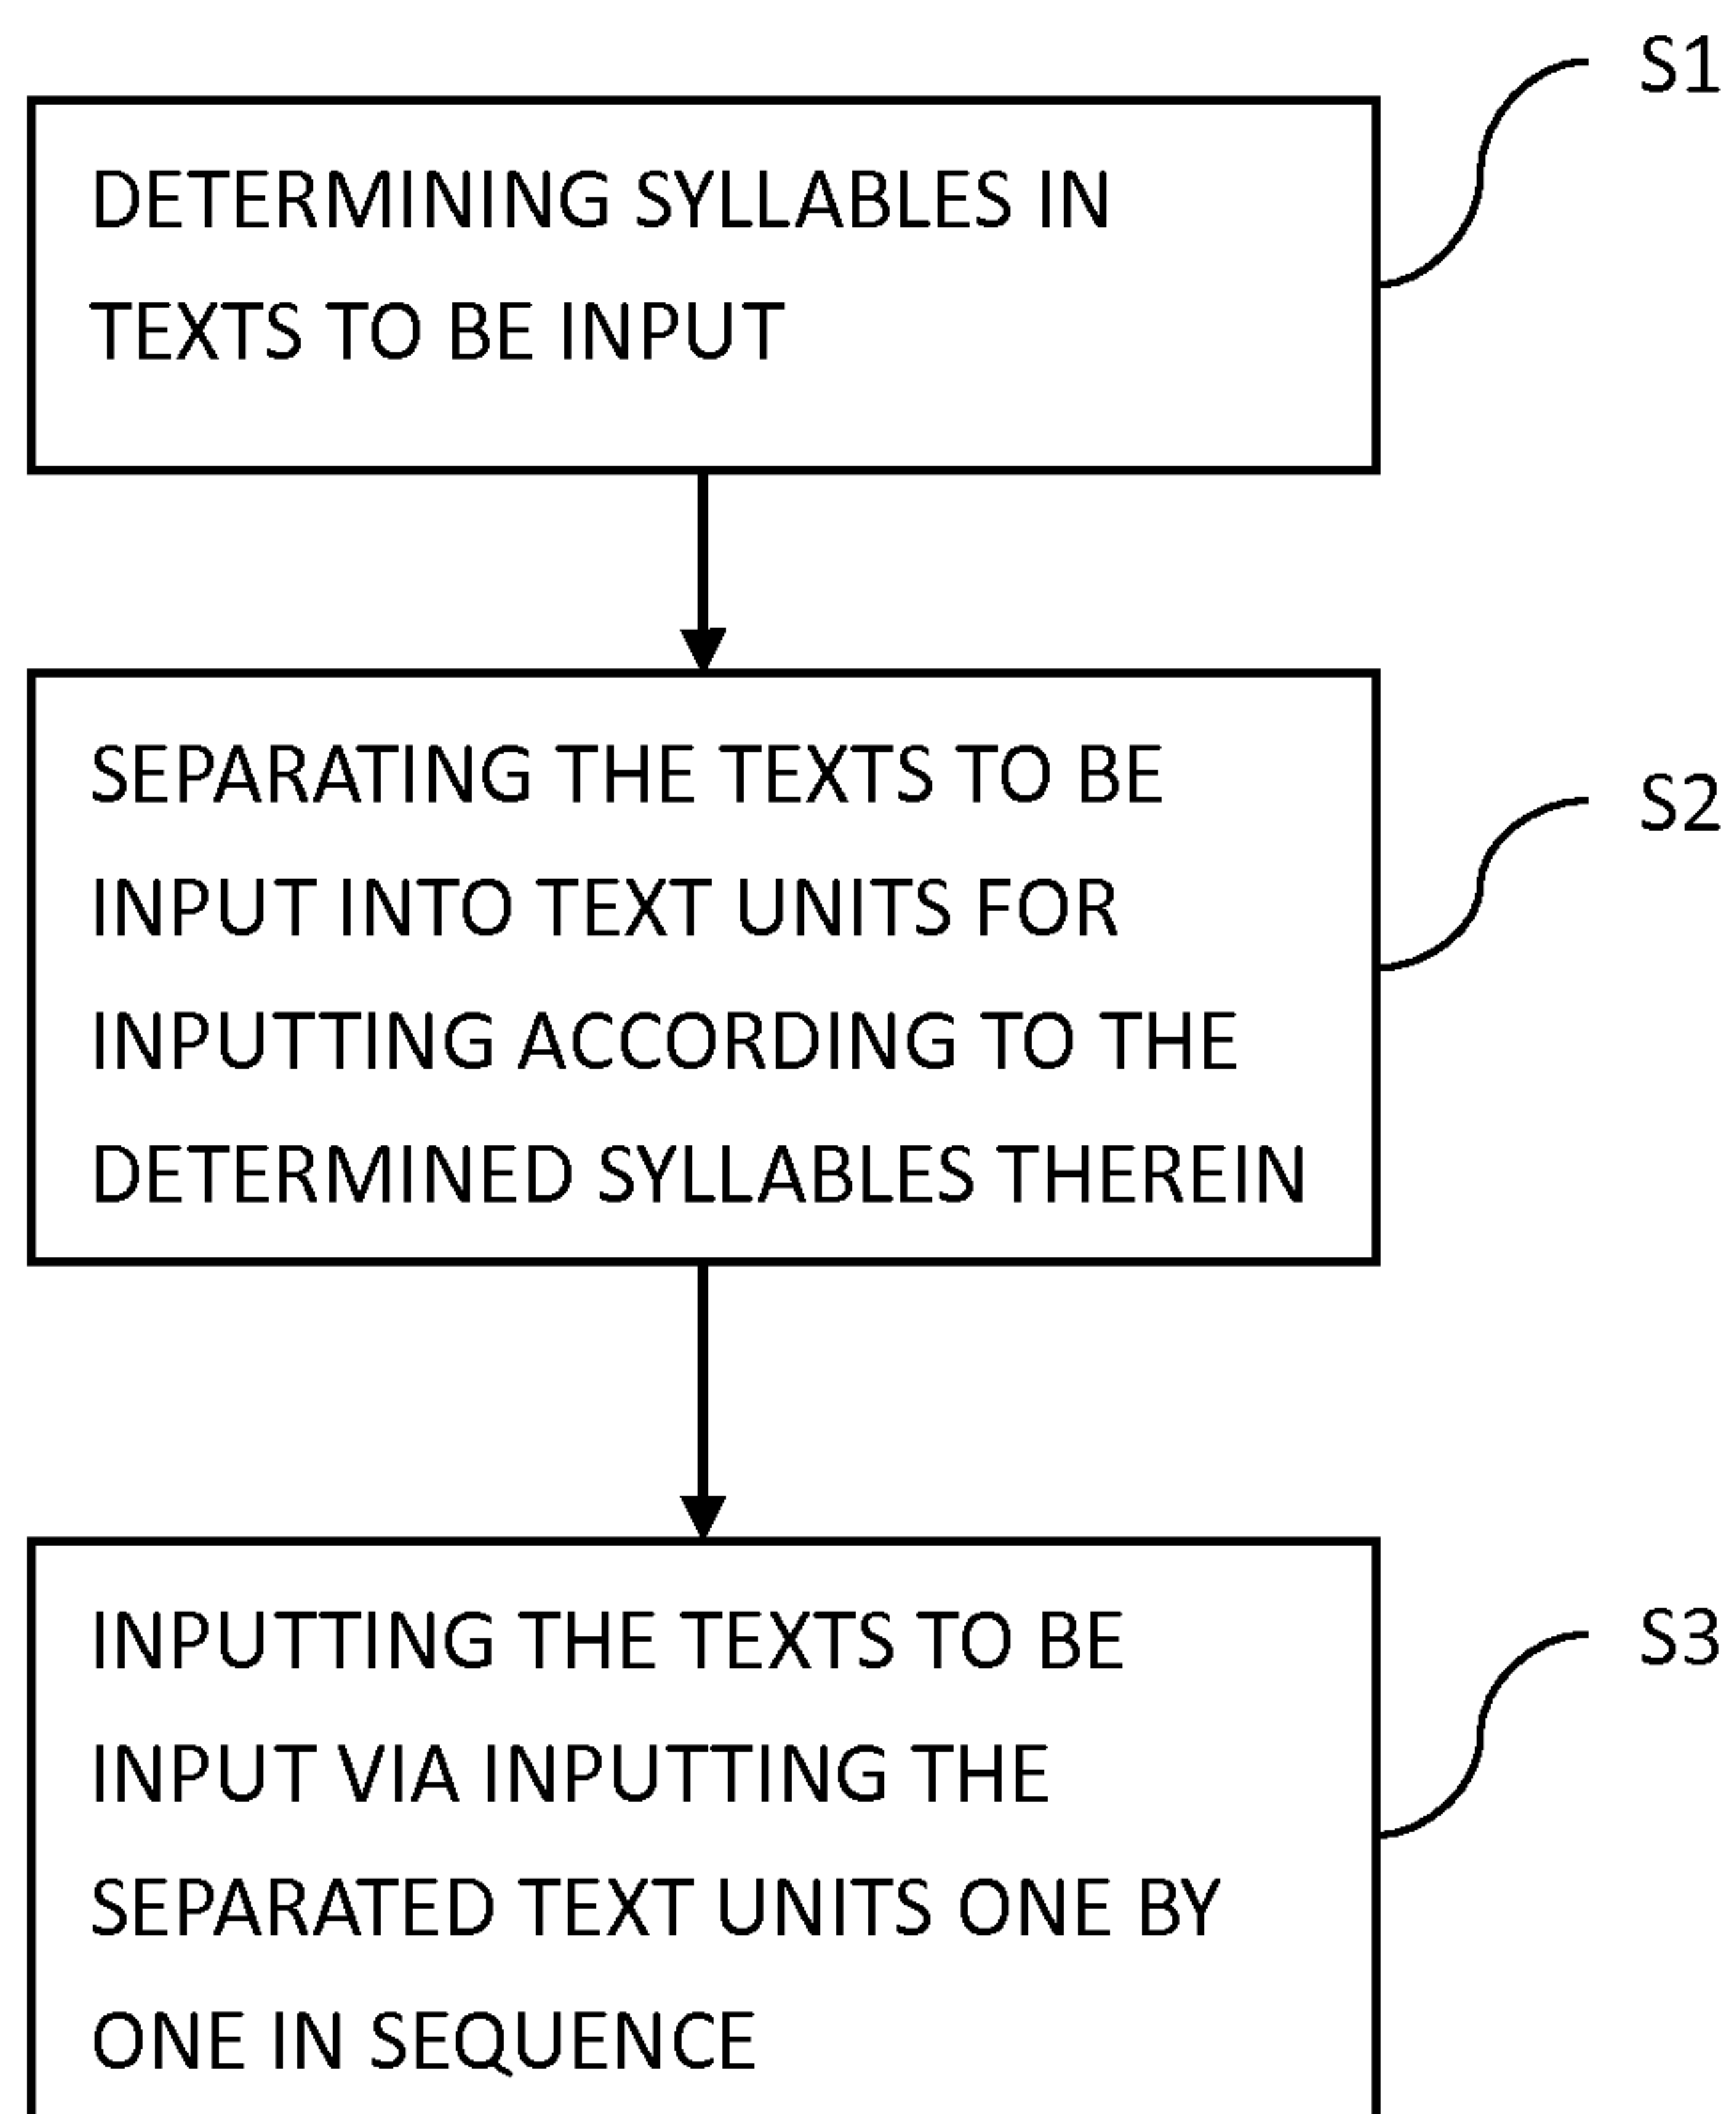 S1
DETERMINING SYLLABLES IN
TEXTS TO BE INPUT
SEPARATING THE TEXTS TO BE
S2
INPUT INTO TEXT UNITS FOR
INPUTTING ACCORDING TO THE
DETERMINED SYLLABLES THEREIN
INPUTTING THE TEXTS TO BE
S3
INPUT VIA INPUTTING THE
SEPARATED TEXT UNITS ONE BY
ONE IN SEQUENCE